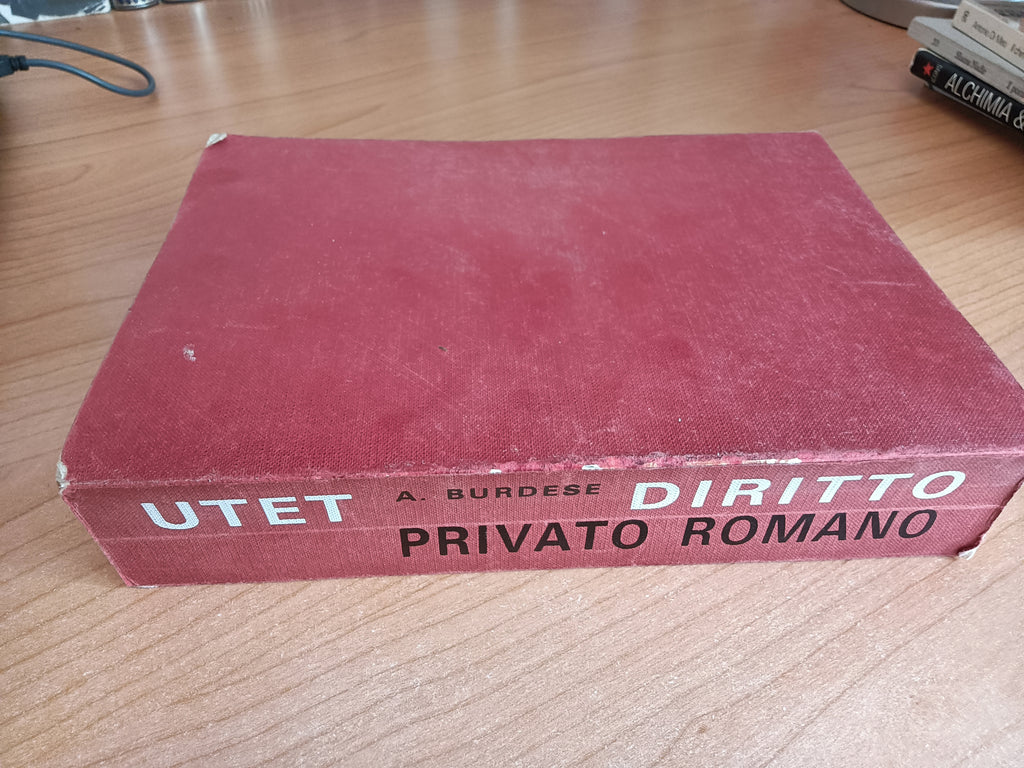 UTET A. BURDESE DIRITTO
PRIVATO ROMANO
ALCHIMIA &